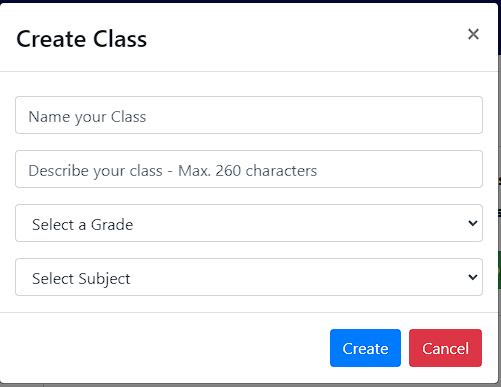 Create Class ×
Name your Class
Describe your class - Max. 260 characters
Select a Grade
Select Subject
Create Cancel